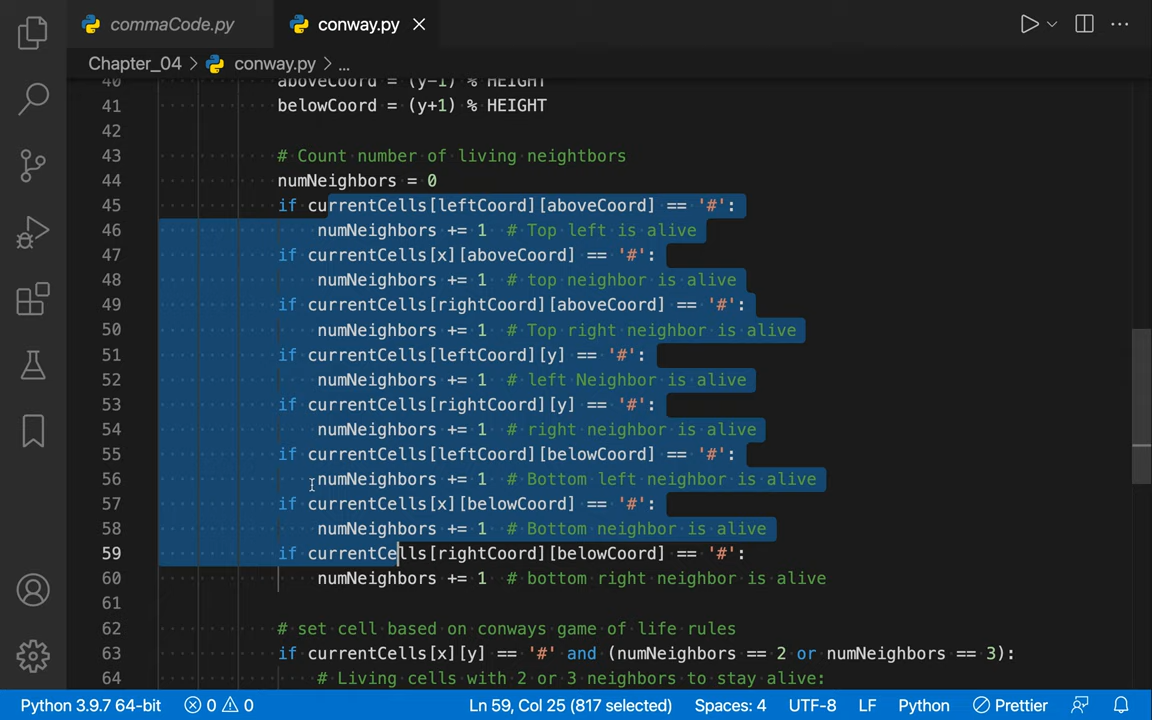 commaCode.py conway.py
Chapter_04 > conway.py > ...
40 aboveCoord = (y-1) % HEIGHT
41 belowCoord = (y+1) % HEIGHT
42
43 # Count number of living neightbors
44 numNeighbors = 0
45 if currentCells[leftCoord][aboveCoord] == '#':
46 numNeighbors += 1 # Top left is alive
47 if currentCells[x][aboveCoord] == '#':
48 numNeighbors += 1 # top neighbor is alive
49 if currentCells[rightCoord][aboveCoord] == '#':
50 numNeighbors += 1 # Top right neighbor is alive
51 if currentCells[leftCoord][y] == '#':
52 numNeighbors += 1 # left Neighbor is alive
53 if currentCells[rightCoord][y] == '#':
54 numNeighbors += 1 # right neighbor is alive
55 if currentCells[leftCoord][belowCoord] == '#':
56 numNeighbors += 1 # Bottom left neighbor is alive
57 if currentCells[x][belowCoord] == '#':
58 numNeighbors += 1 # Bottom neighbor is alive
59 if currentCells[rightCoord][belowCoord] == '#':
60 numNeighbors += 1 # bottom right neighbor is alive
61
62 # set cell based on conways game of life rules
63 if currentCells[x][y] == '#' and (numNeighbors == 2 or numNeighbors == 3):
64 # Living cells with 2 or 3 neighbors to stay alive:
Python 3.9.7 64-bit 0 0 Ln 59, Col 25 (817 selected) Spaces: 4 UTF-8 LF Python Prettier